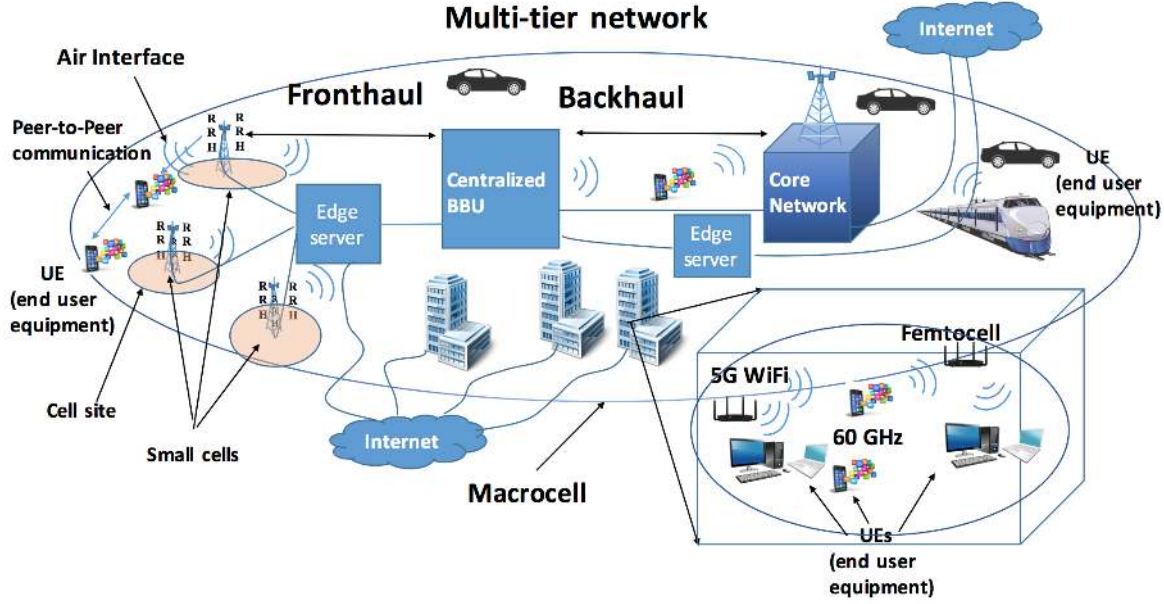 Multi-tier network
Internet
Air Interface
Fronthaul
Backhaul
Peer-to-Peer
communication
R
R
H
R
R
H
Centralized
BBU
Core
Network
UE
(end user
equipment)
Edge
server
Edge
server
R
R
H
R
R
H
UE
(end user
equipment)
R
R
H
R
R
H
Femtocell
5G WiFi
Cell site
60 GHz
Small cells
Internet
Macrocell
UEs
(end user
equipment)